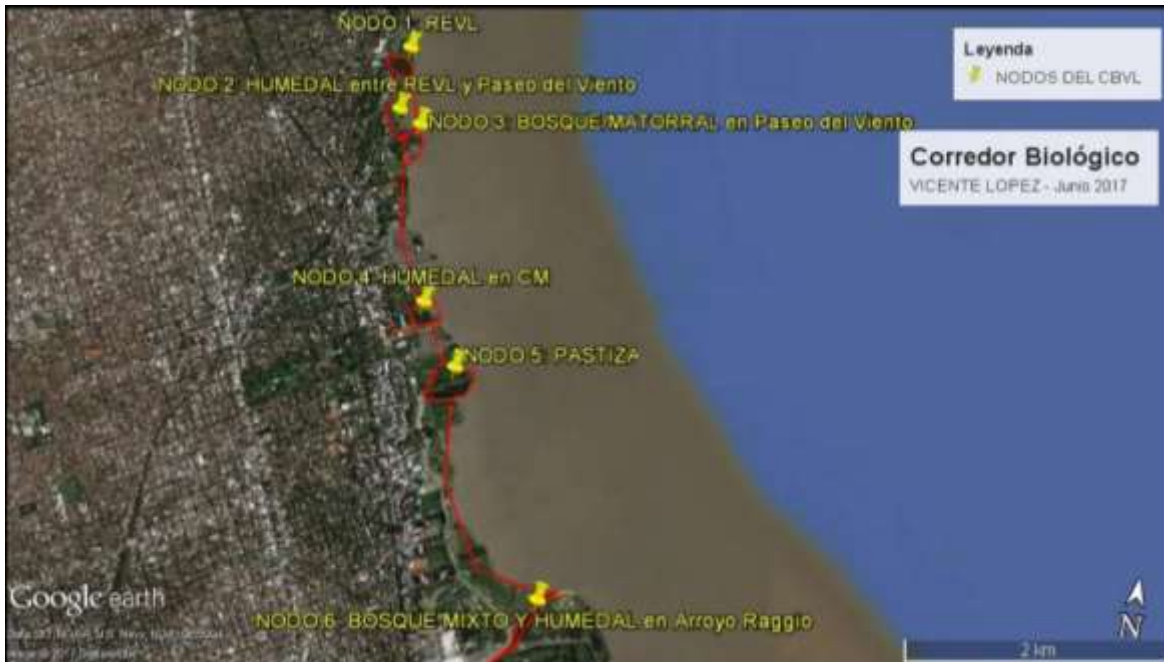 NODO 1: REVL
NODO 2: HUMEDAL entre REVL y Paseo del Viento
NODO 3: BOSQUE/MATORRAL en Paseo del Viento
NODO 4: HUMEDAL en CM
NODO 5: PASTIZA
NODO 6: BOSQUE MIXTO Y HUMEDAL en Arroyo Raggio
Leyenda
NODOS DEL CBVL
Corredor Biológico
VICENTE LOPEZ - Junio 2017
Google earth
N
2 km